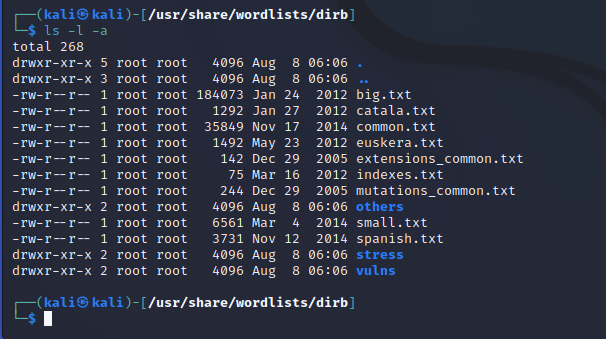 ┌──(kali㉿kali)-[/usr/share/wordlists/dirb]
└─$ ls -l -a
total 268
drwxr-xr-x 5 root root   4096 Aug  8 06:06 .
drwxr-xr-x 3 root root   4096 Aug  8 06:06 ..
-rw-r--r-- 1 root root 184073 Jan 24  2012 big.txt
-rw-r--r-- 1 root root   1292 Jan 27  2012 catala.txt
-rw-r--r-- 1 root root  35849 Nov 17  2014 common.txt
-rw-r--r-- 1 root root   1492 May 23  2012 euskera.txt
-rw-r--r-- 1 root root    142 Dec 29  2005 extensions_common.txt
-rw-r--r-- 1 root root     75 Mar 16  2012 indexes.txt
-rw-r--r-- 1 root root    244 Dec 29  2005 mutations_common.txt
drwxr-xr-x 2 root root   4096 Aug  8 06:06 others
-rw-r--r-- 1 root root   6561 Mar  4  2014 small.txt
-rw-r--r-- 1 root root   3731 Nov 12  2014 spanish.txt
drwxr-xr-x 2 root root   4096 Aug  8 06:06 stress
drwxr-xr-x 2 root root   4096 Aug  8 06:06 vulns
┌──(kali㉿kali)-[/usr/share/wordlists/dirb]
└─$